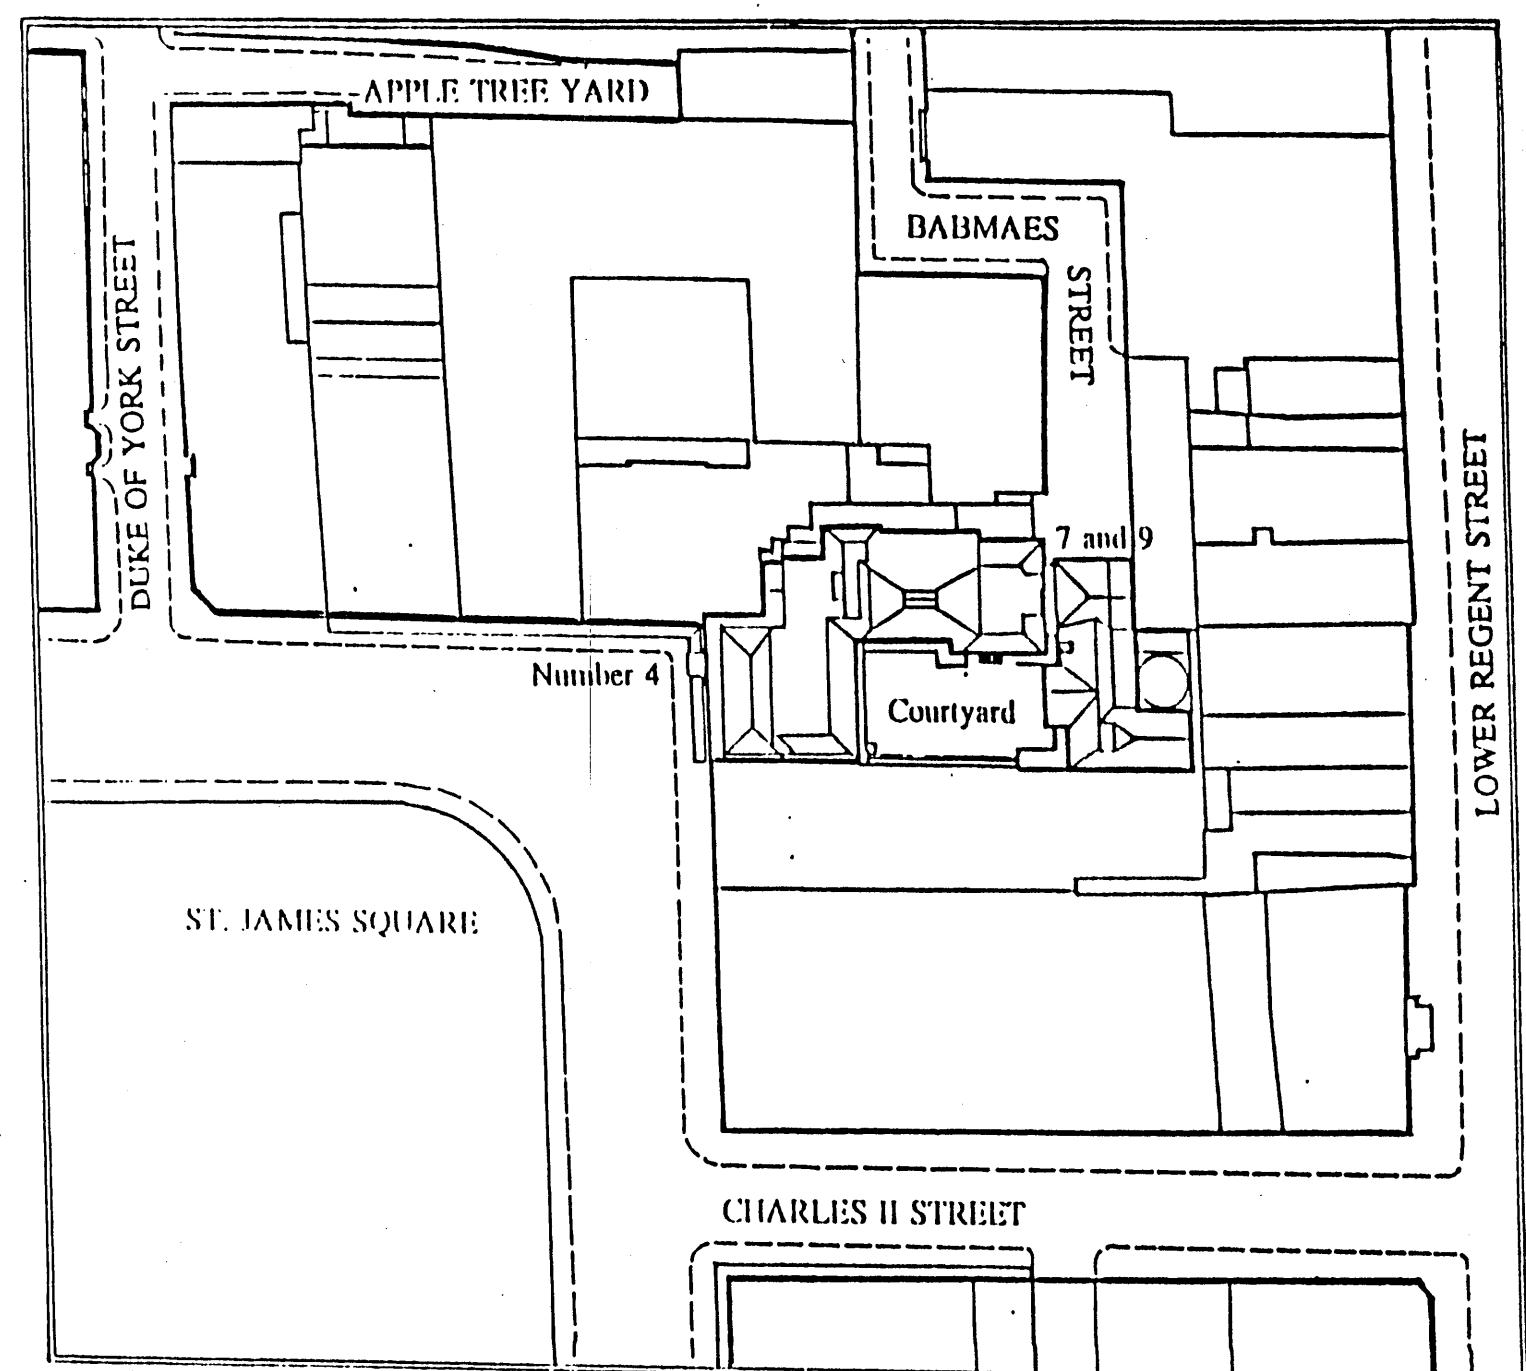 APPLE TREE YARD
BABMAES
STREET
DUKE OF YORK STREET
LOWER REGENT STREET
7 and 9
Number 4
Courtyard
ST. JAMES SQUARE
CHARLES II STREET